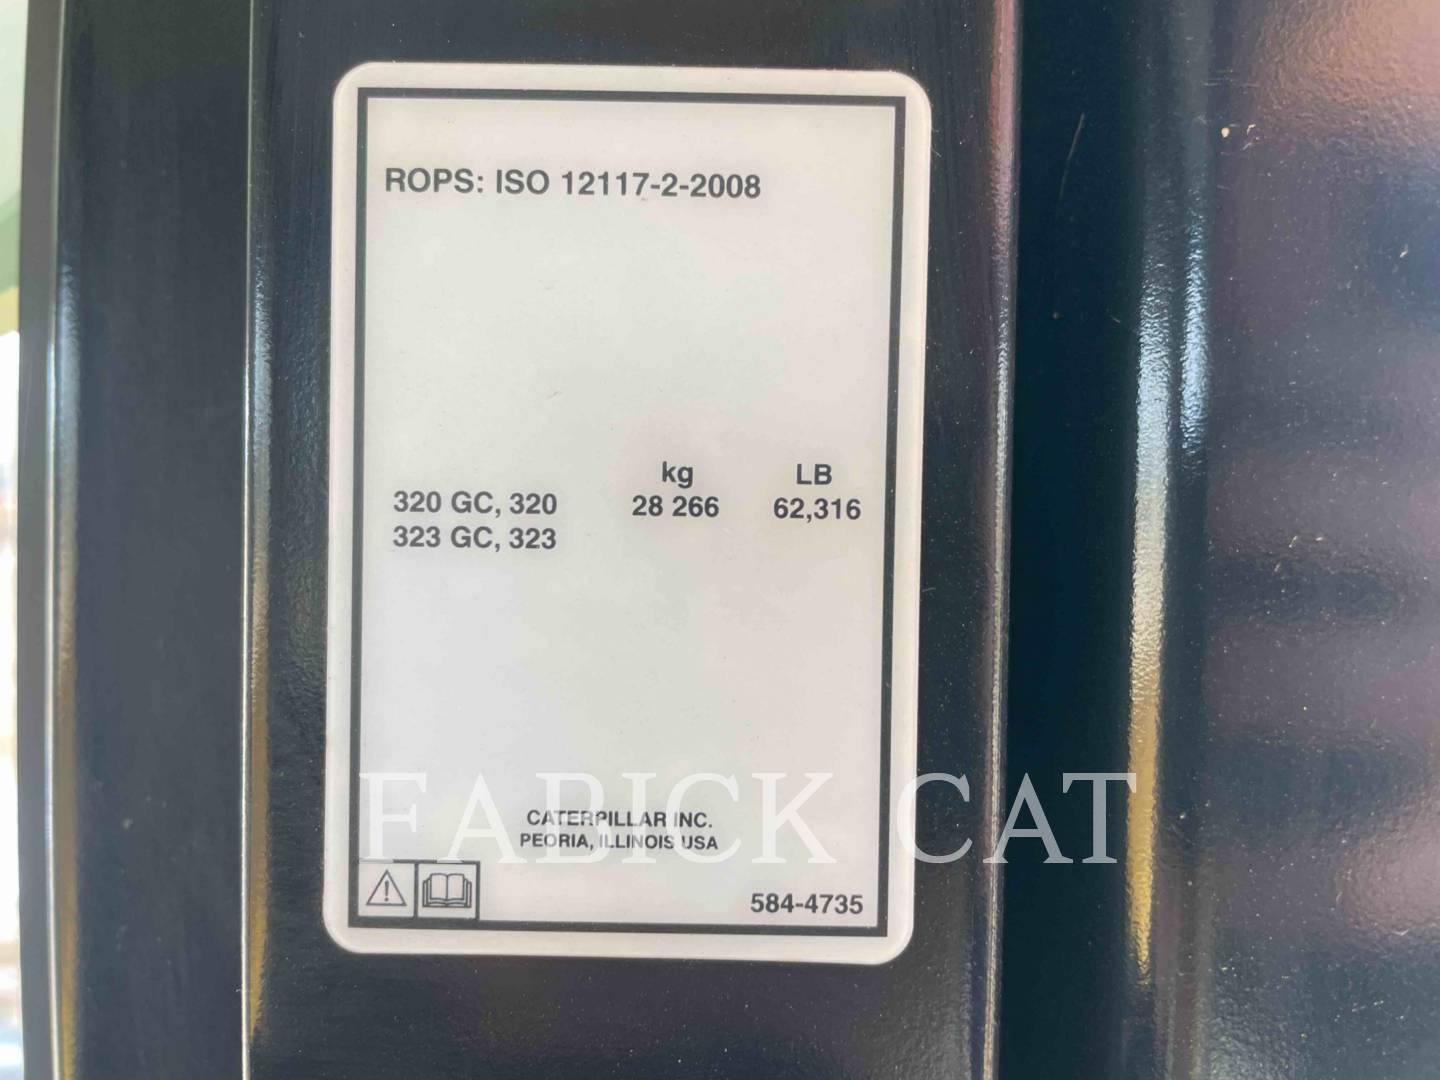 ROPS: ISO 12117-2-2008
kg LB
320 GC, 320 28 266 62,316
323 GC, 323
FABICK CAT
CATERPILLAR INC.
PEORIA, ILLINOIS USA
584-4735